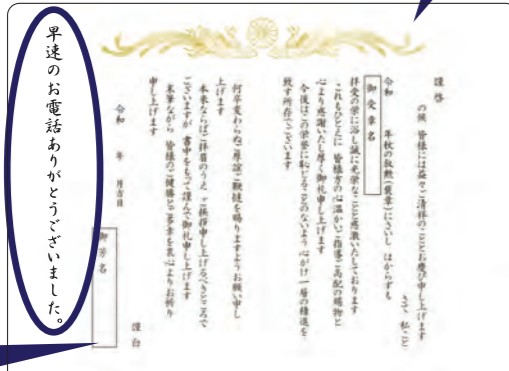 謹啓
の候 皆様には益々ご清祥のこととお慶び申し上げます
さて 私こと
令和 年秋の叙勲(褒章)にさいし はからずも
御受章名
拝受の栄に浴し誠に光栄なことと感激いたしております
これもひとえに 皆様方の心温かいご指導ご高配の賜物と
心より感謝いたし厚く御礼申し上げます
今後はこの栄誉に恥じることのないよう 心がけ一層の精進を
致す所存でございます
何卒変わらぬご厚誼ご鞭撻を賜りますようお願い申し
上げます
本来ならばご拝眉のうえ ご挨拶申し上げるべきところで
ございますが 書中をもって謹んで御礼申し上げます
末筆ながら 皆様のご健勝とご多幸を衷心よりお祈り
申し上げます
謹白
令和 年 月吉日
御芳名
早速のお電話ありがとうございました。